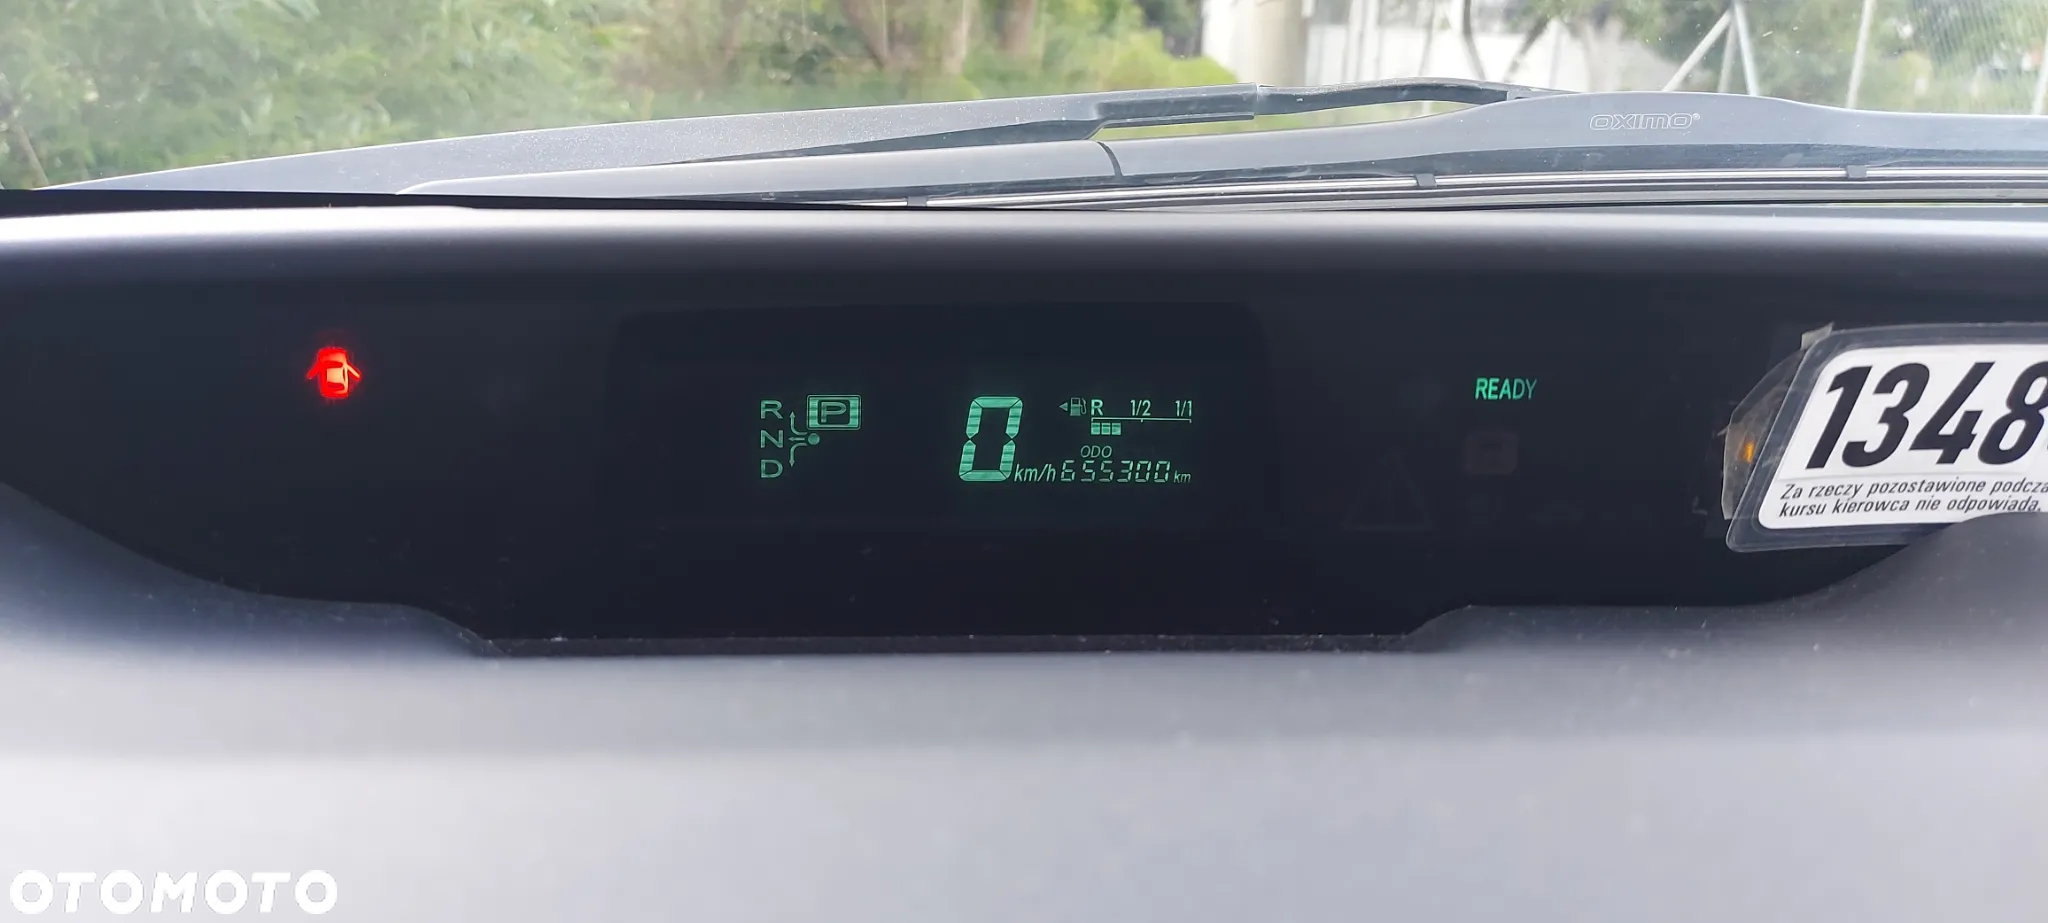 OXIMO®
READY
R P
N
D
0 km/h
R 1/2 1/1
ODO
655300 km
1348
Za rzeczy pozostawione podcza
kursu kierowca nie odpowiada.
OTOMOTO